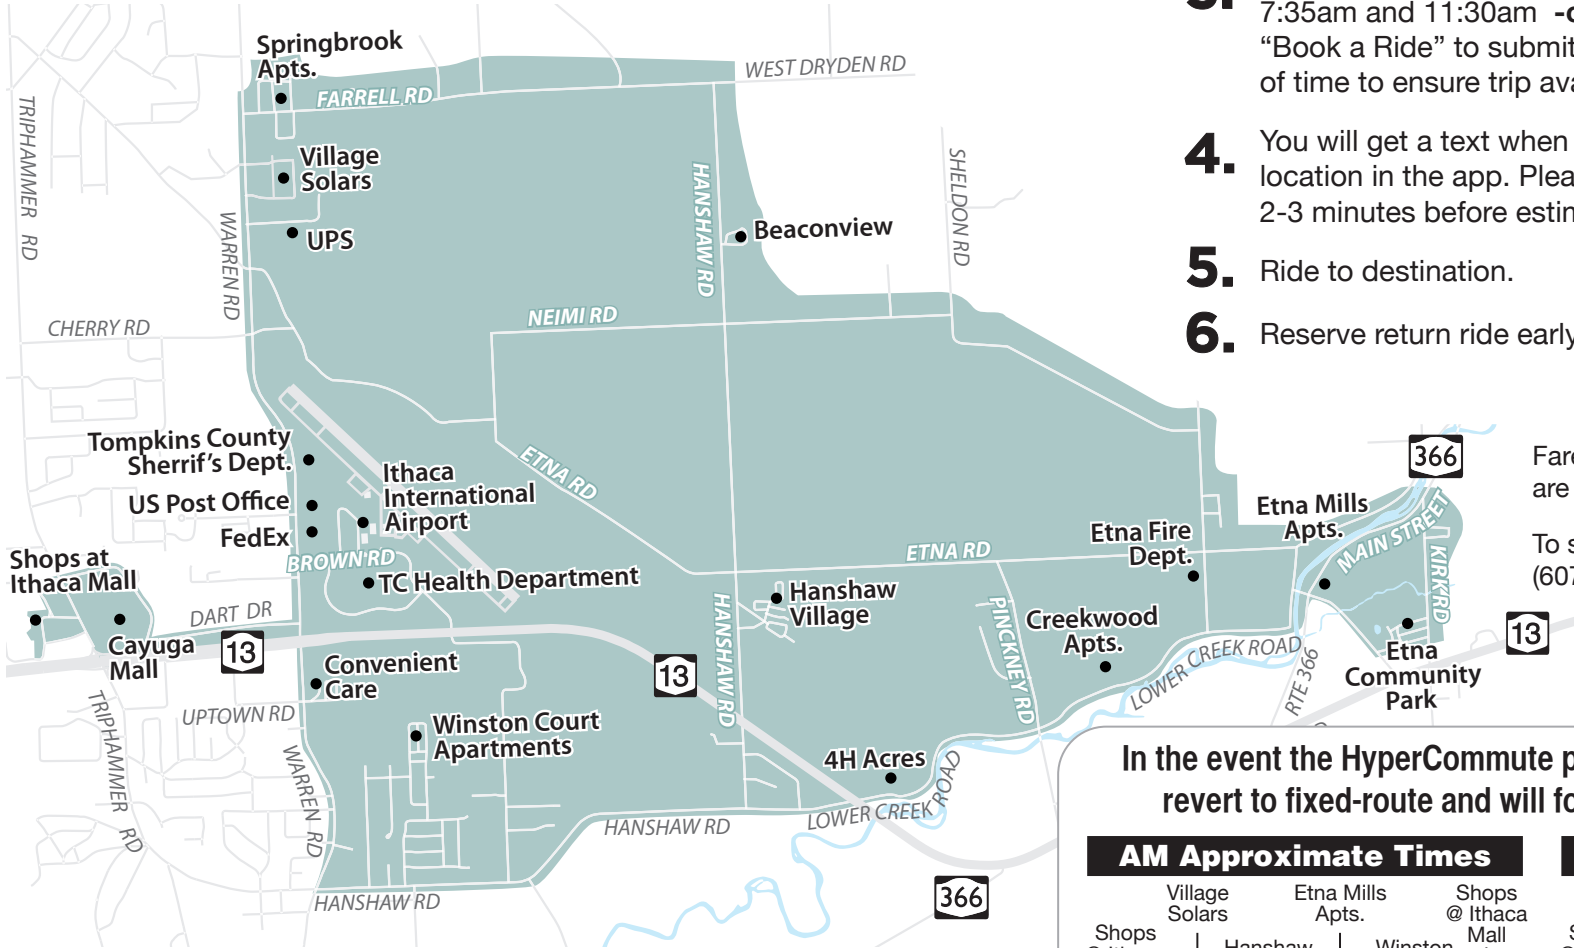 Springbrook
Apts.
FARRELL RD
WEST DRYDEN RD
TRIPHAMMER RD
Village
Solars
HANSHAW RD
SHELDON RD
WARREN RD
UPS
Beaconview
NEIMI RD
CHERRY RD
Tompkins County
Sherrif's Dept.
US Post Office
FedEx
Ithaca
International
Airport
ETNA RD
BROWN RD
TC Health Department
Shops at
Ithaca Mall
DART DR
Cayuga
Mall
13
Convenient
Care
UPTOWN RD
TRIPHAMMER RD
WARREN RD
Winston Court
Apartments
13
HANSHAW RD
Hanshaw
Village
ETNA RD
PINCKNEY RD
Etna Fire
Dept.
Creekwood
Apts.
Etna Mills
Apts.
366
MAIN STREET
KIRK RD
13
Etna
Community
Park
RTE 366
LOWER CREEK ROAD
4H Acres
LOWER CREEK ROAD
HANSHAW RD
HANSHAW RD
366
7:35am and 11:30am
“Book a Ride” to submit
of time to ensure trip
4. You will get a text when
location in the app.
2-3 minutes before
5. Ride to destination.
6. Reserve return ride early
are
To
(607
In the event the HyperCommute
revert to fixed-route and will
AM Approximate Times
Village
Solars
Etna Mills
Apts.
Shops
@ Ithaca
Mall
Shops
Hanshaw
Winston